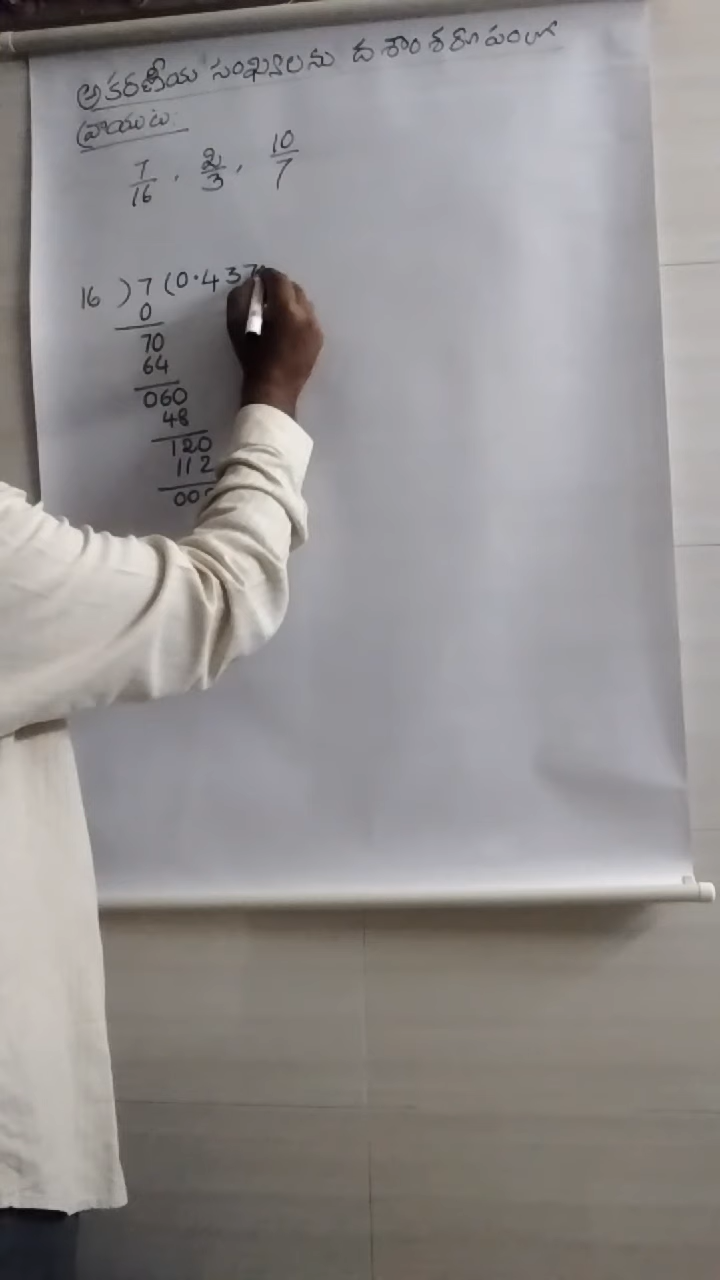 అకరణీయ సంఖ్యలను దశాంశరూపంలో
వ్రాయుట:
7/16, 2/3, 10/7
16 ) 7 ( 0.437
0
70
64
060
48
120
112
00